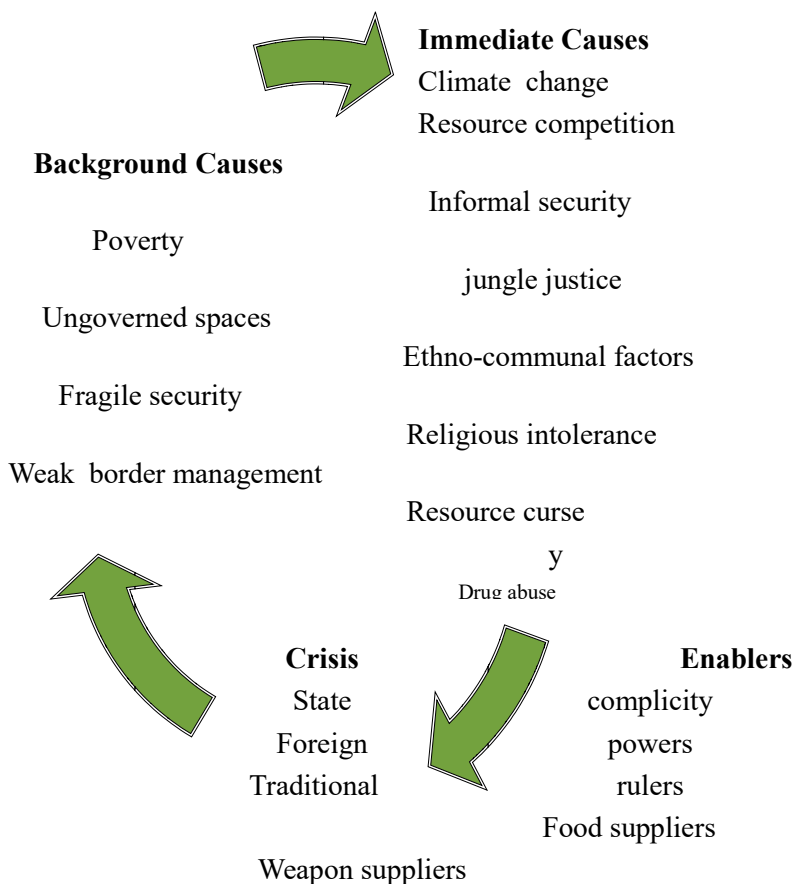 Immediate Causes
Climate change
Resource competition
Background Causes
Informal security
Poverty
jungle justice
Ungoverned spaces
Ethno-communal factors
Fragile security
Religious intolerance
Weak border management
Resource curse
y
Drug abuse
Crisis Enablers
State complicity
Foreign powers
Traditional rulers
Food suppliers
Weapon suppliers